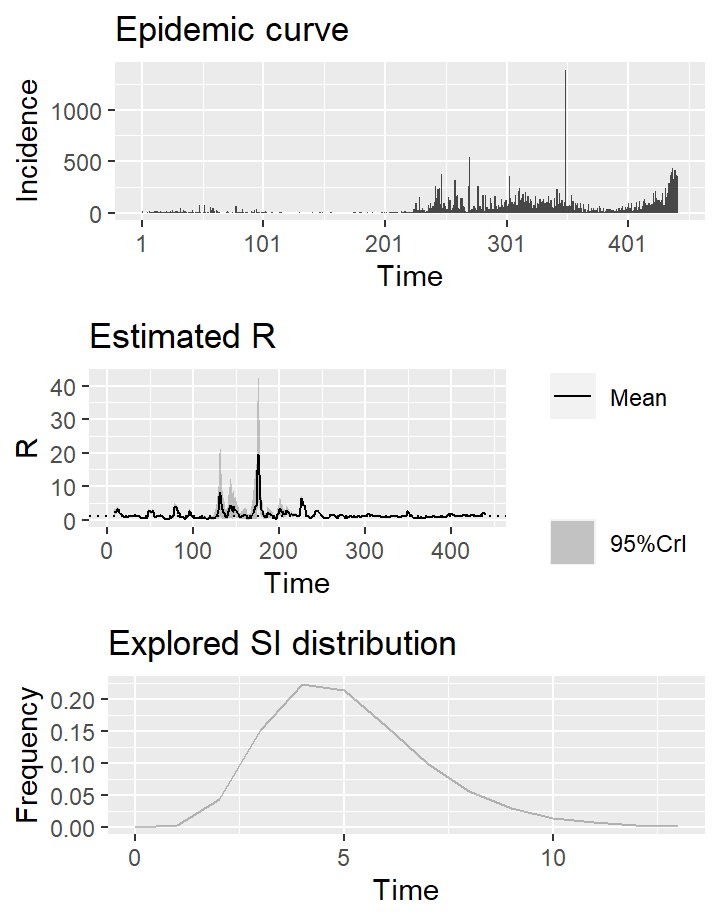 Epidemic curve
Incidence
1000
500
0
1 101 201 301 401
Time
Estimated R
R
40
30
20
10
0
0 100 200 300 400
Time
Mean
95%CrI
Explored SI distribution
Frequency
0.20
0.15
0.10
0.05
0.00
0 5 10
Time